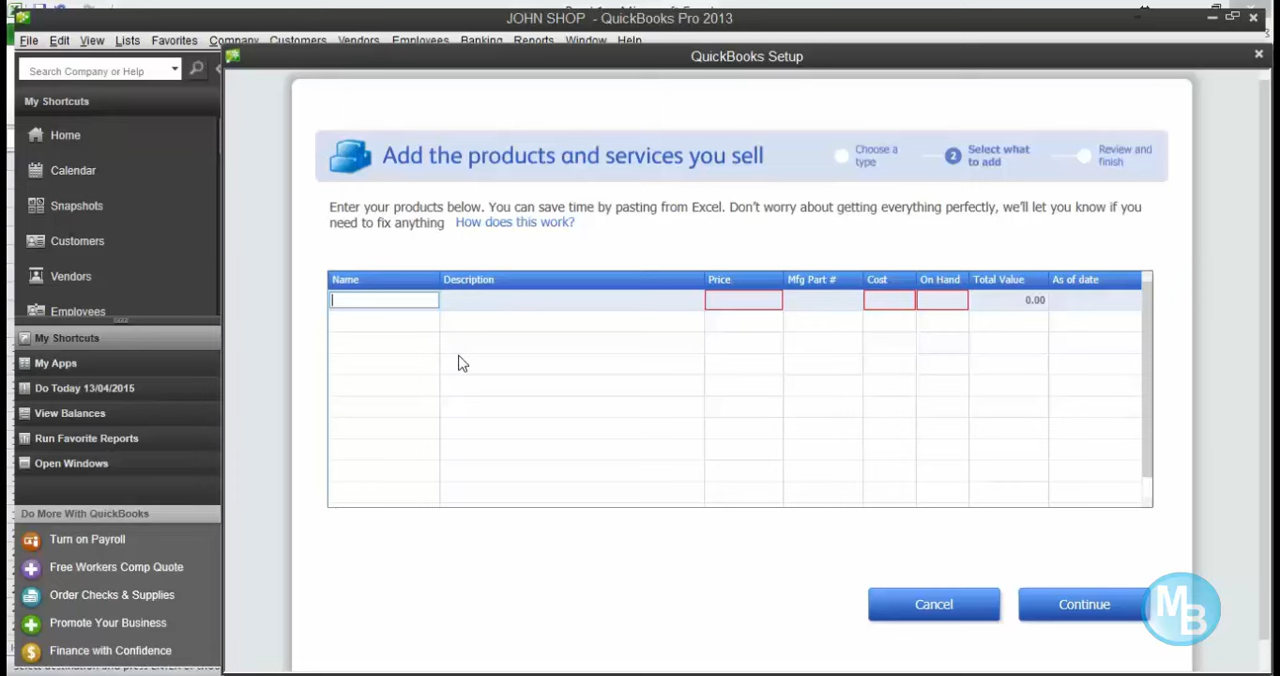 JOHN SHOP - QuickBooks Pro 2013
File Edit View Lists Favorites Company Customers Vendors Employees Banking Reports Window Help
QuickBooks Setup
Search Company or Help
My Shortcuts
Home
Calendar
Snapshots
Customers
Vendors
Employees
My Shortcuts
My Apps
Do Today 13/04/2015
View Balances
Run Favorite Reports
Open Windows
Do More With QuickBooks
Turn on Payroll
Free Workers Comp Quote
Order Checks & Supplies
Promote Your Business
Finance with Confidence
Add the products and services you sell
Choose a
type
2 Select what
to add
Review and
finish
Enter your products below. You can save time by pasting from Excel. Don't worry about getting everything perfectly, we'll let you know if you
need to fix anything How does this work?
Name Description Price Mfg Part # Cost On Hand Total Value As of date
0.00
Cancel Continue
MB